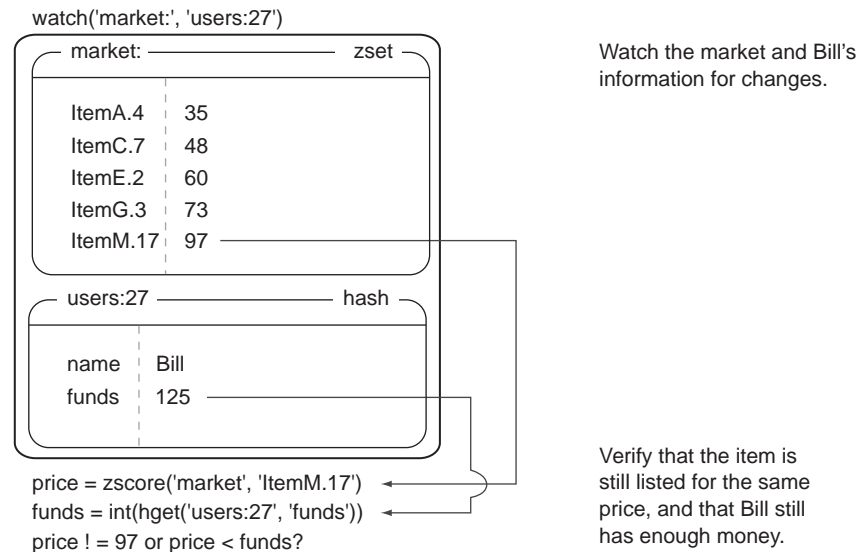 watch('market:', 'users:27')
market: zset
ItemA.4 35
ItemC.7 48
ItemE.2 60
ItemG.3 73
ItemM.17 97
users:27 hash
name Bill
funds 125
price = zscore('market', 'ItemM.17')
funds = int(hget('users:27', 'funds'))
price ! = 97 or price < funds?
Watch the market and Bill's
information for changes.
Verify that the item is
still listed for the same
price, and that Bill still
has enough money.